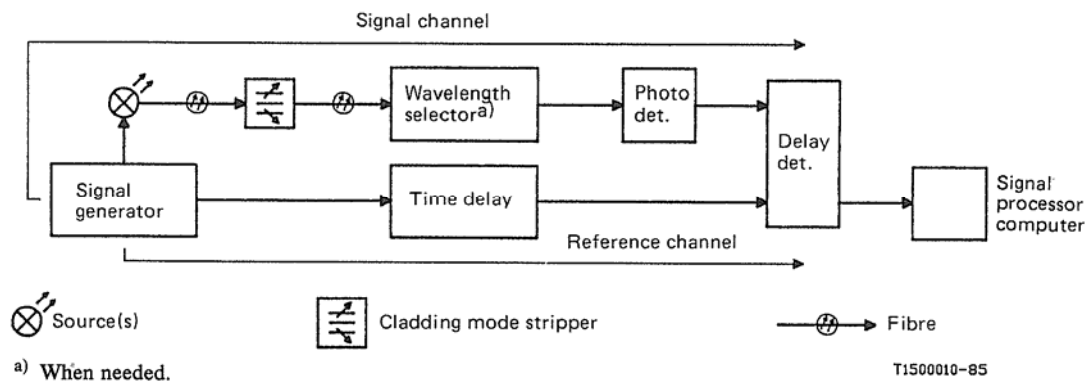 Signal channel
Wavelength
selector a)
Photo
det.
Delay
det.
Signal
generator
Time delay
Signal
processor
computer
Reference channel
Source(s)
Cladding mode stripper
Fibre
a) When needed.
T1500010-85